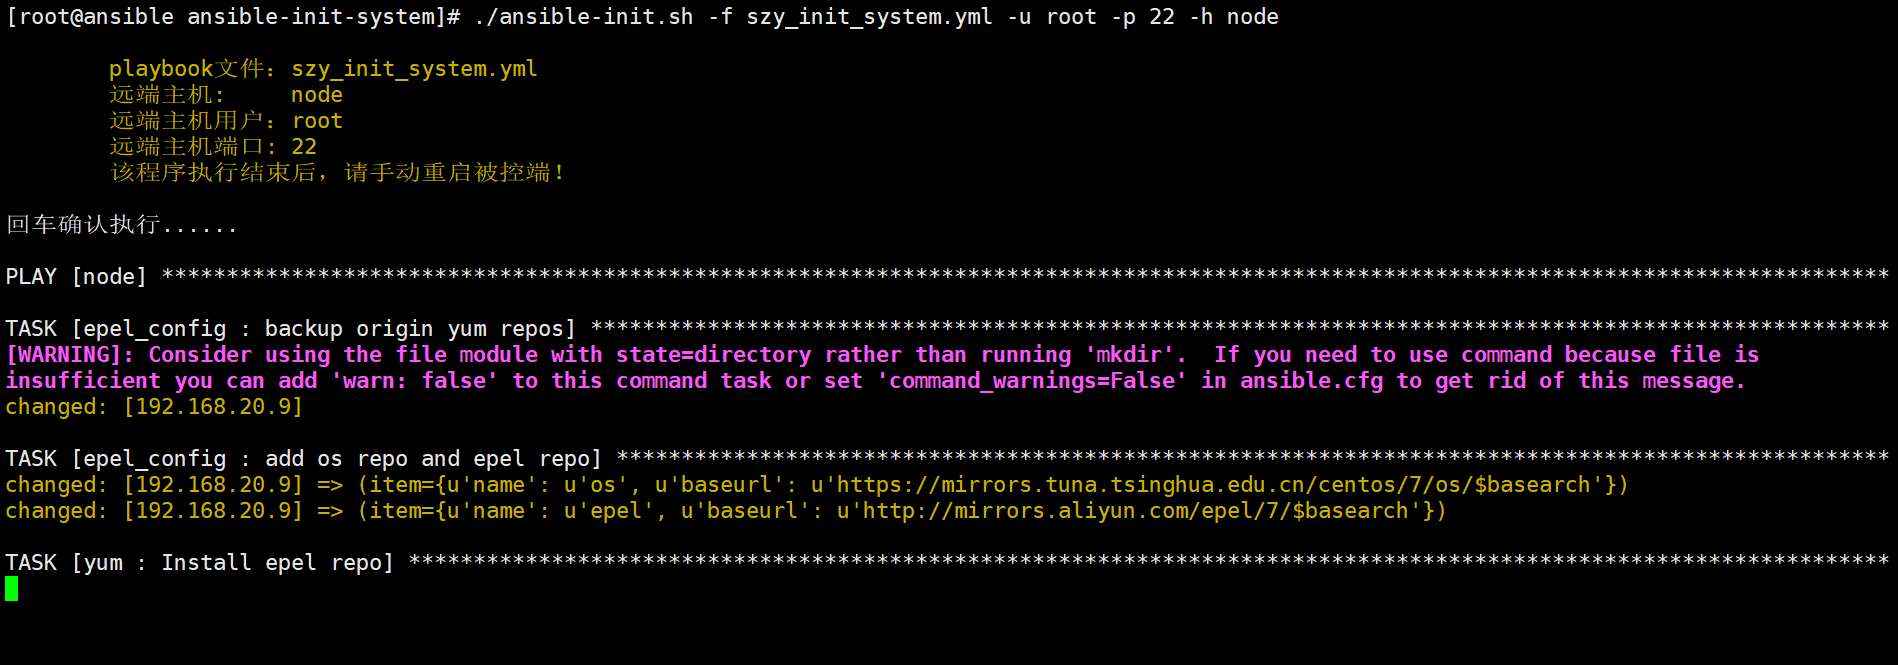 [root@ansible ansible-init-system]# ./ansible-init.sh -f szy_init_system.yml -u root -p 22 -h node
playbook文件：szy_init_system.yml
远端主机: node
远端主机用户：root
远端主机端口: 22
该程序执行结束后，请手动重启被控端！
回车确认执行......
PLAY [node] *************************************************************************************************************************************
TASK [epel_config : backup origin yum repos] ****************************************************************************************************
[WARNING]: Consider using the file module with state=directory rather than running 'mkdir'.  If you need to use command because file is
insufficient you can add 'warn: false' to this command task or set 'command_warnings=False' in ansible.cfg to get rid of this message.
changed: [192.168.20.9]
TASK [epel_config : add os repo and epel repo] **************************************************************************************************
changed: [192.168.20.9] => (item={u'name': u'os', u'baseurl': u'https://mirrors.tuna.tsinghua.edu.cn/centos/7/os/$basearch'})
changed: [192.168.20.9] => (item={u'name': u'epel', u'baseurl': u'http://mirrors.aliyun.com/epel/7/$basearch'})
TASK [yum : Install epel repo] ******************************************************************************************************************